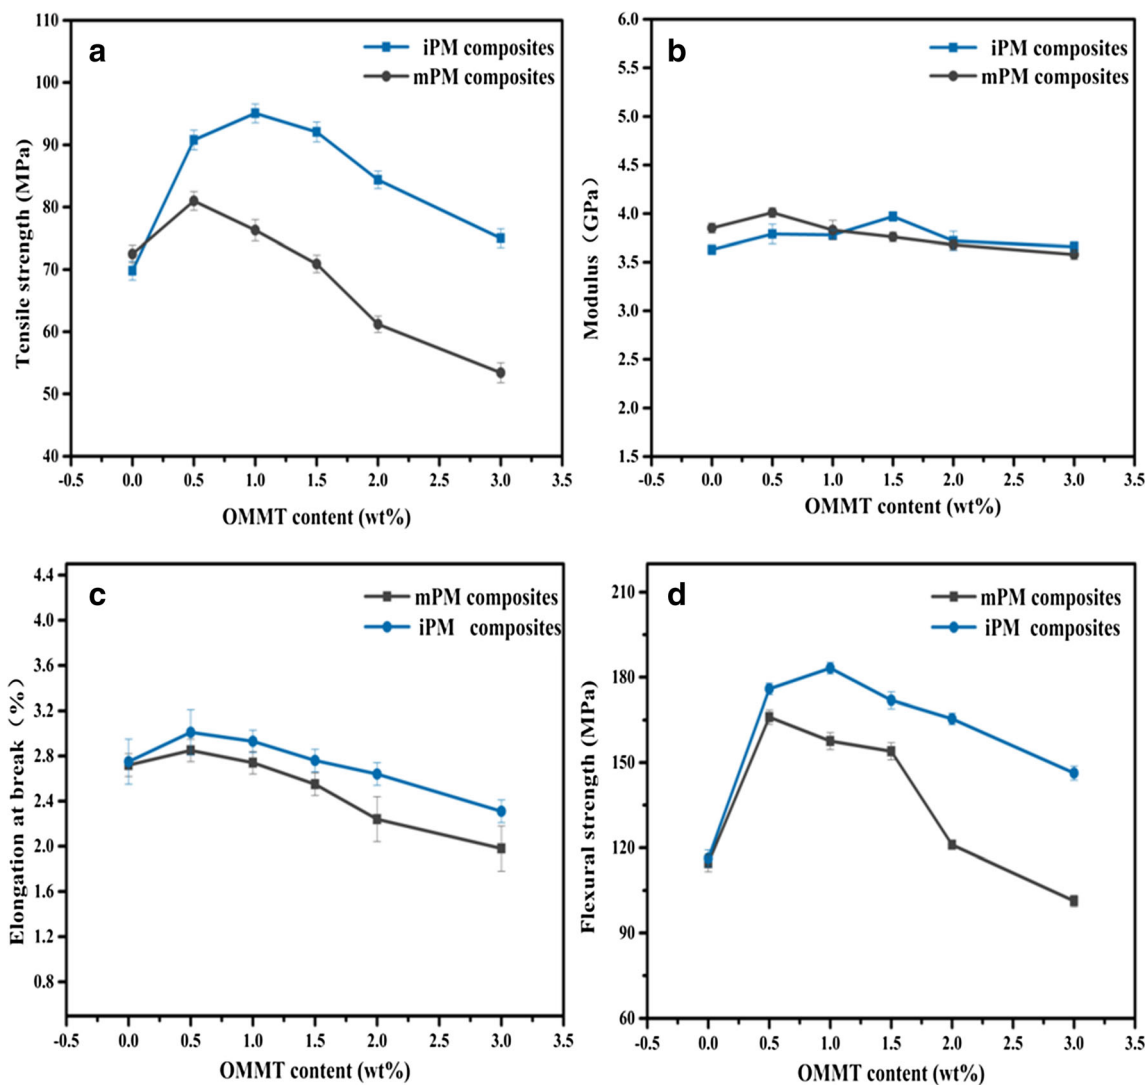 a
iPM composites
mPM composites
110
100
90
80
70
60
50
40
-0.5 0.0 0.5 1.0 1.5 2.0 2.5 3.0 3.5
Tensile strength (MPa)
OMMT content (wt%)
b
iPM composites
mPM composites
6.0
5.5
5.0
4.5
4.0
3.5
3.0
2.5
2.0
1.5
-0.5 0.0 0.5 1.0 1.5 2.0 2.5 3.0 3.5
Modulus（GPa）
OMMT content (wt%)
c
mPM composites
iPM composites
4.4
4.0
3.6
3.2
2.8
2.4
2.0
1.6
1.2
0.8
-0.5 0.0 0.5 1.0 1.5 2.0 2.5 3.0 3.5
Elongation at break（%）
OMMT content (wt%)
d
mPM composites
iPM composites
210
180
150
120
90
60
-0.5 0.0 0.5 1.0 1.5 2.0 2.5 3.0 3.5
Flexural strength (MPa)
OMMT content (wt%)